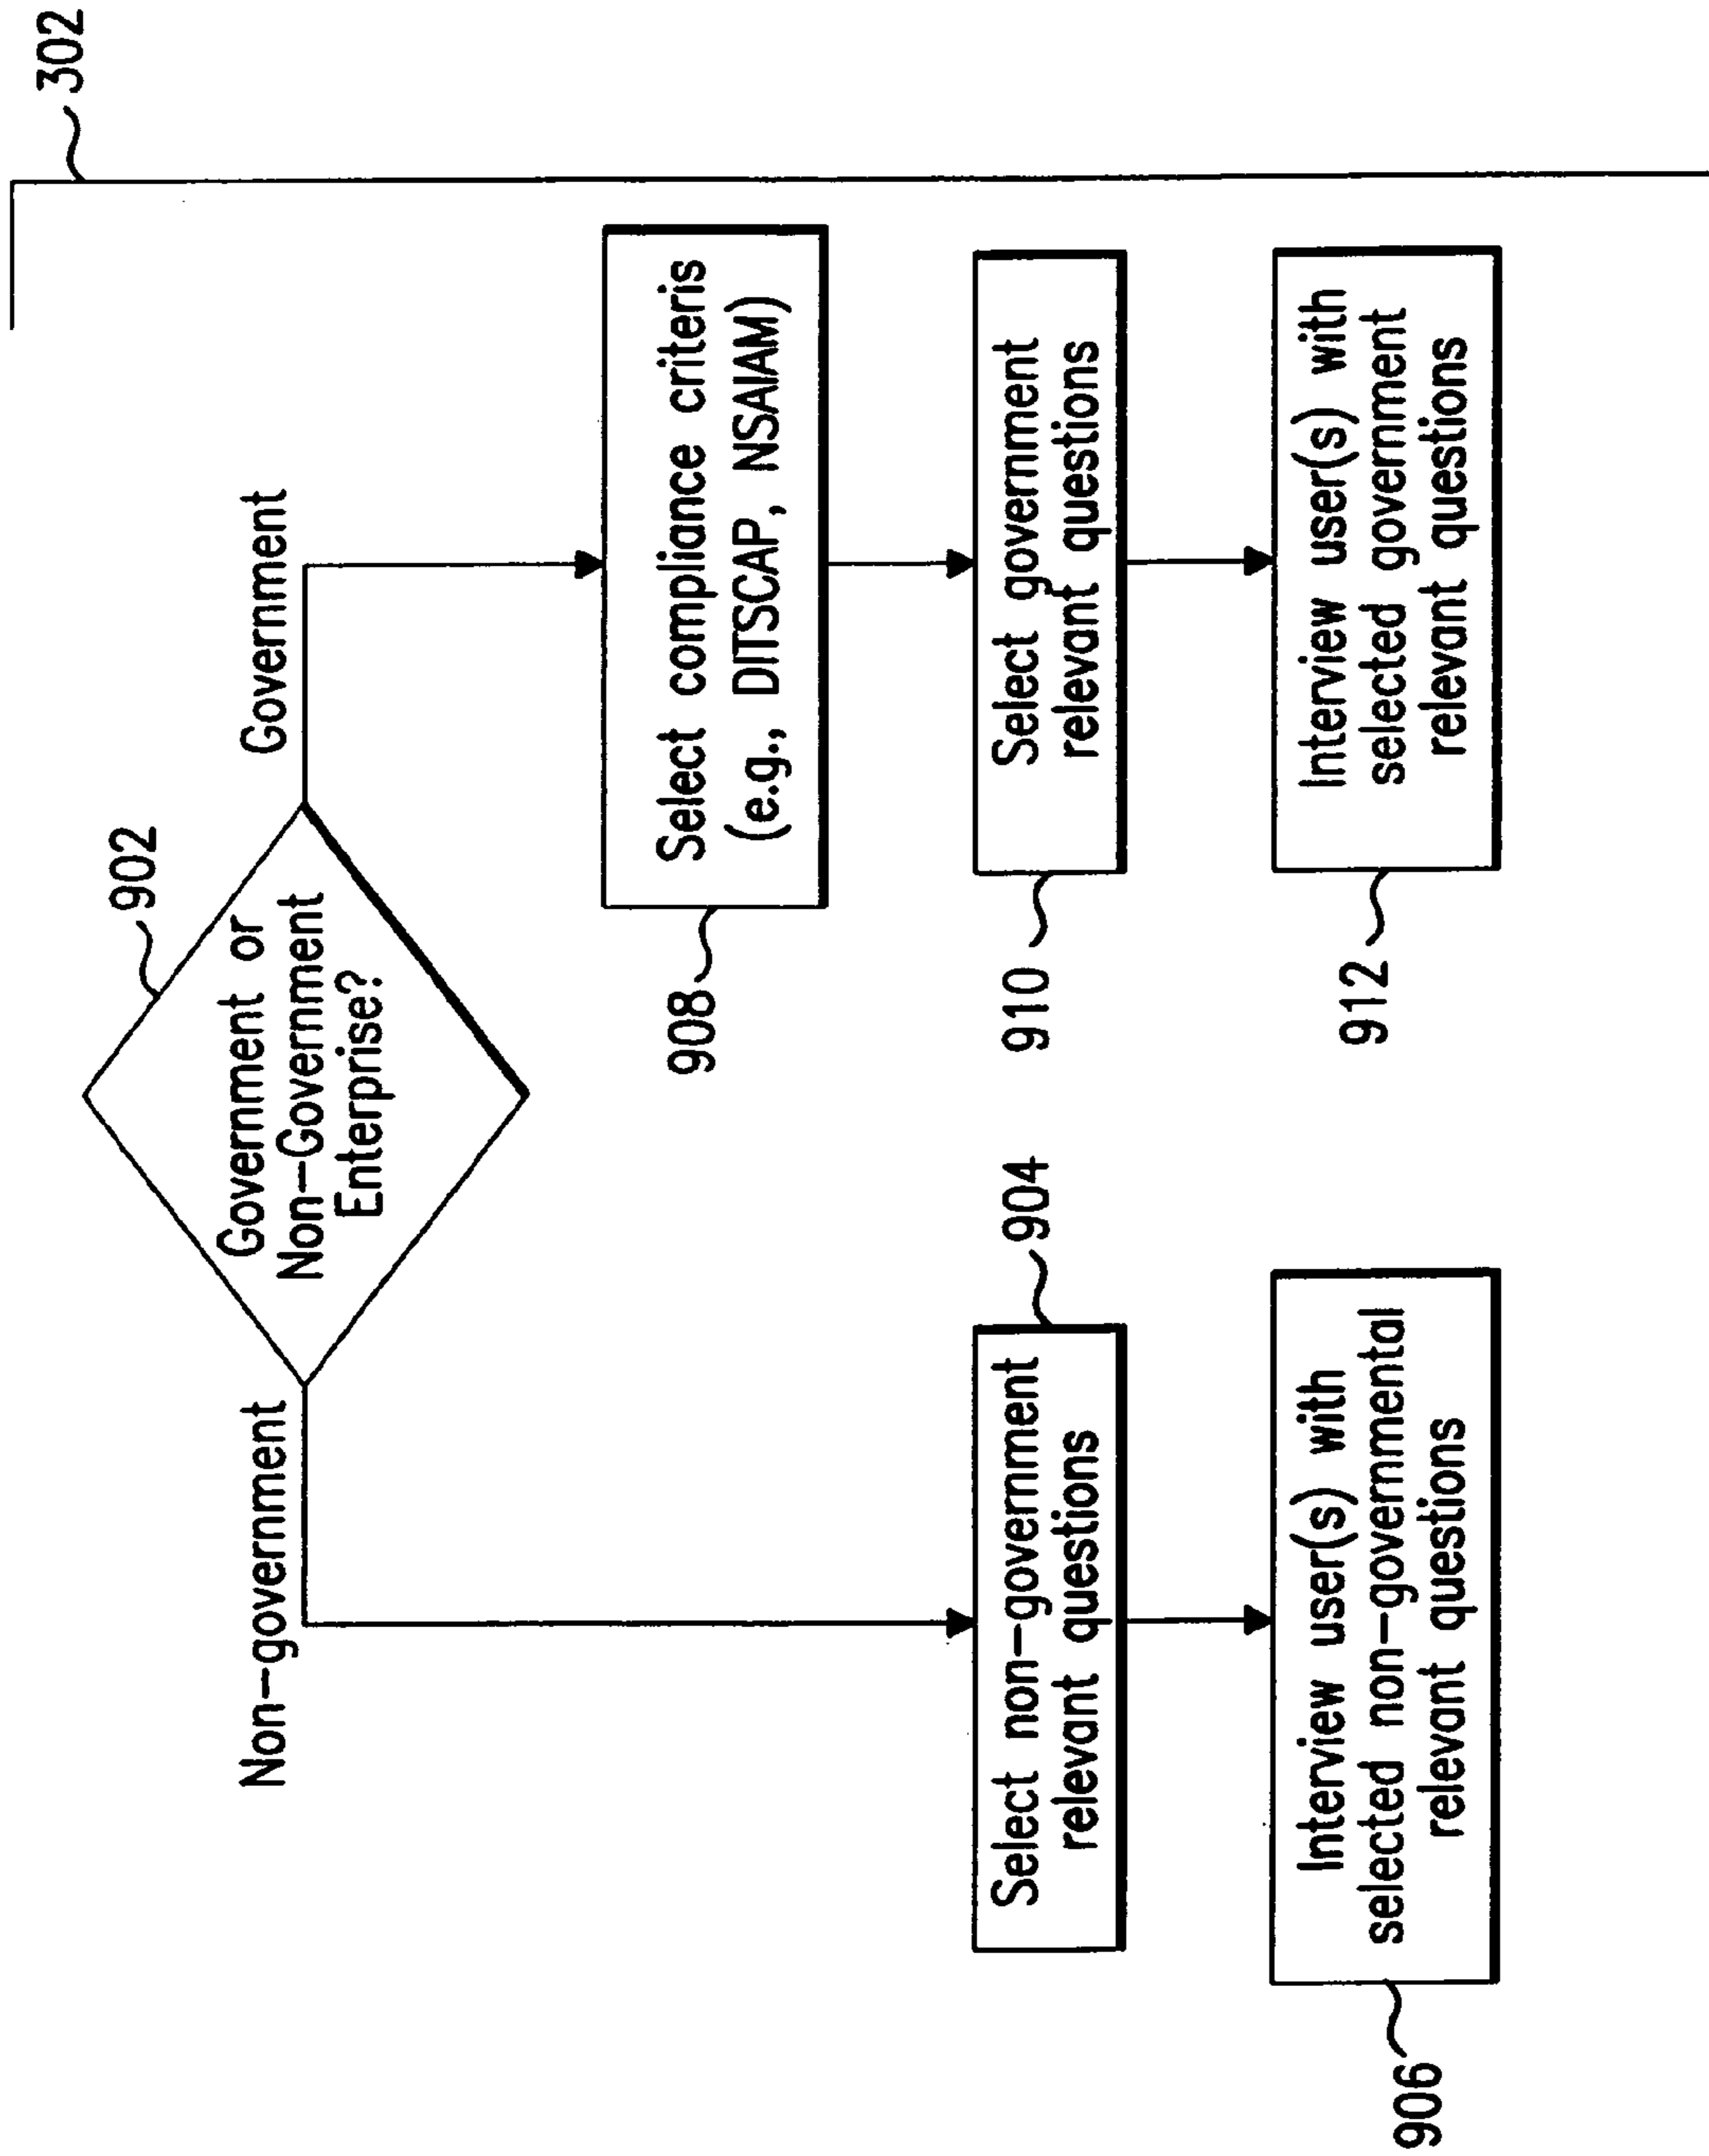 302
902
Government or
Non-Government
Enterprise?
Non-government
Government
908
Select compliance criteris
(e.g., DITSCAP, NSAIAM)
904
Select non-government
relevant questions
910
Select government
relevant questions
906
Interview user(s) with
selected non-governmental
relevant questions
912
Interview user(s) with
selected government
relevant questions